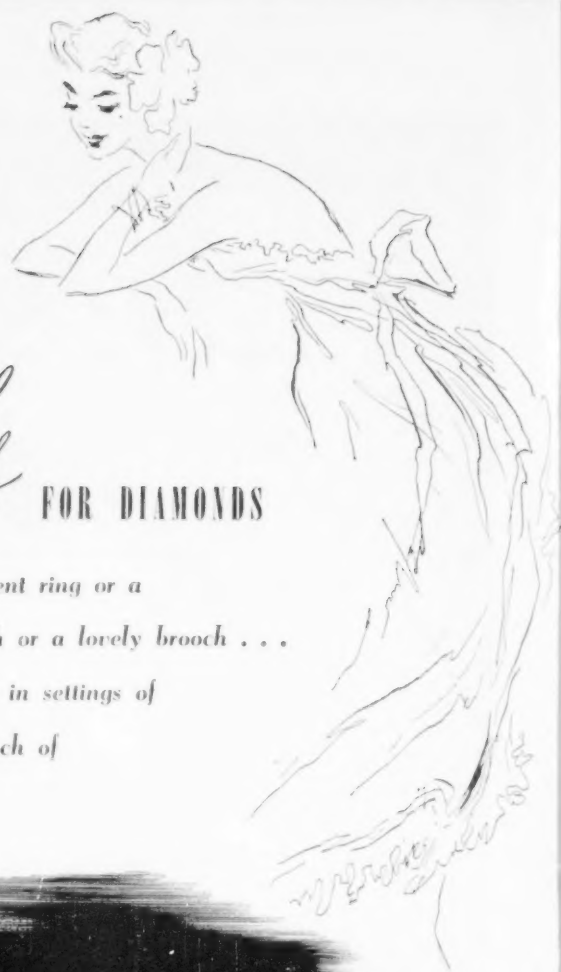 FOR DIAMONDS
ent ring or a
or a lovely brooch . . .
in settings of
ch of